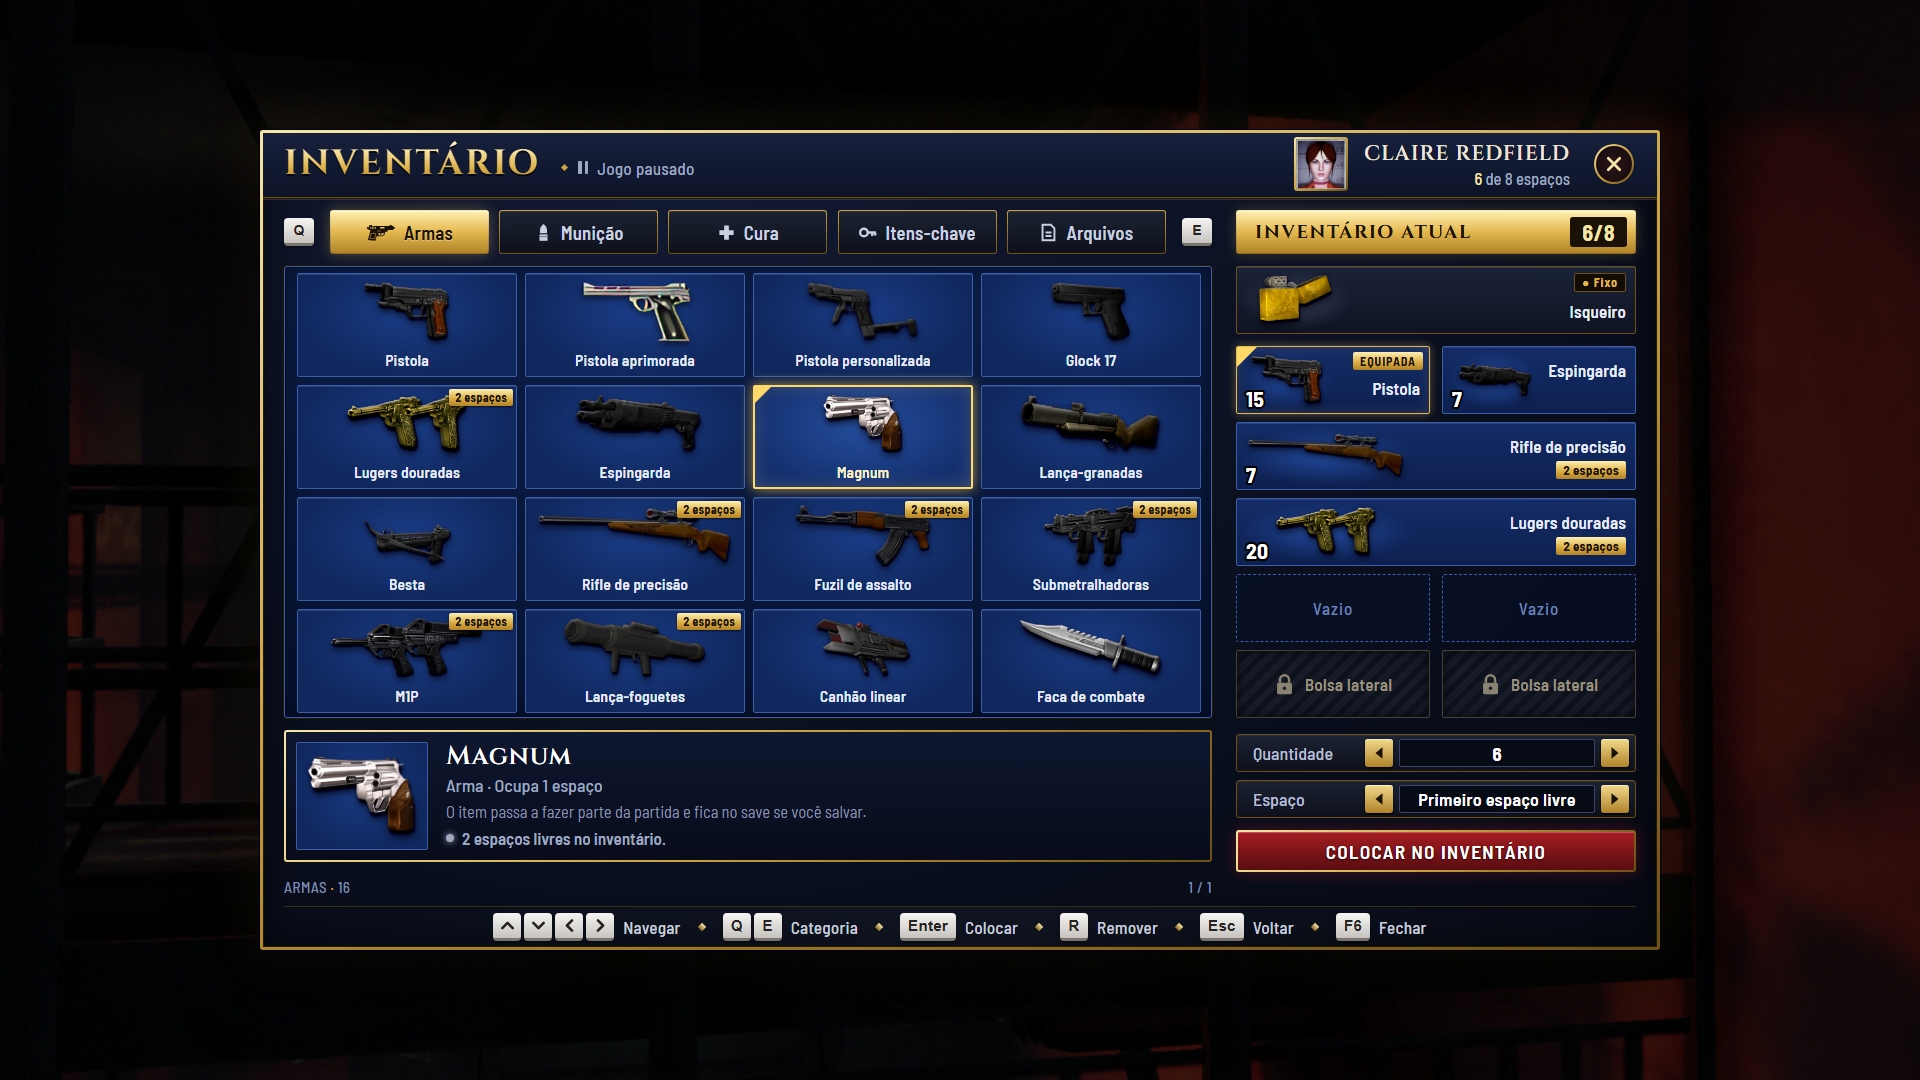 INVENTÁRIO
Jogo pausado
CLAIRE REDFIELD
6 de 8 espaços
Q
Armas
Munição
Cura
Itens-chave
Arquivos
E
Pistola
Pistola aprimorada
Pistola personalizada
Glock 17
2 espaços
Lugers douradas
Espingarda
Magnum
Lança-granadas
Besta
2 espaços
Rifle de precisão
2 espaços
Fuzil de assalto
2 espaços
Submetralhadoras
2 espaços
M1P
2 espaços
Lança-foguetes
Canhão linear
Faca de combate
MAGNUM
Arma · Ocupa 1 espaço
O item passa a fazer parte da partida e fica no save se você salvar.
2 espaços livres no inventário.
ARMAS · 16
1 / 1
INVENTÁRIO ATUAL
6/8
Fixo
Isqueiro
EQUIPADA
Pistola
15
Espingarda
7
Rifle de precisão
2 espaços
7
Lugers douradas
2 espaços
20
Vazio
Vazio
Bolsa lateral
Bolsa lateral
Quantidade
6
Espaço
Primeiro espaço livre
COLOCAR NO INVENTÁRIO
Navegar
Q E Categoria
Enter Colocar
R Remover
Esc Voltar
F6 Fechar